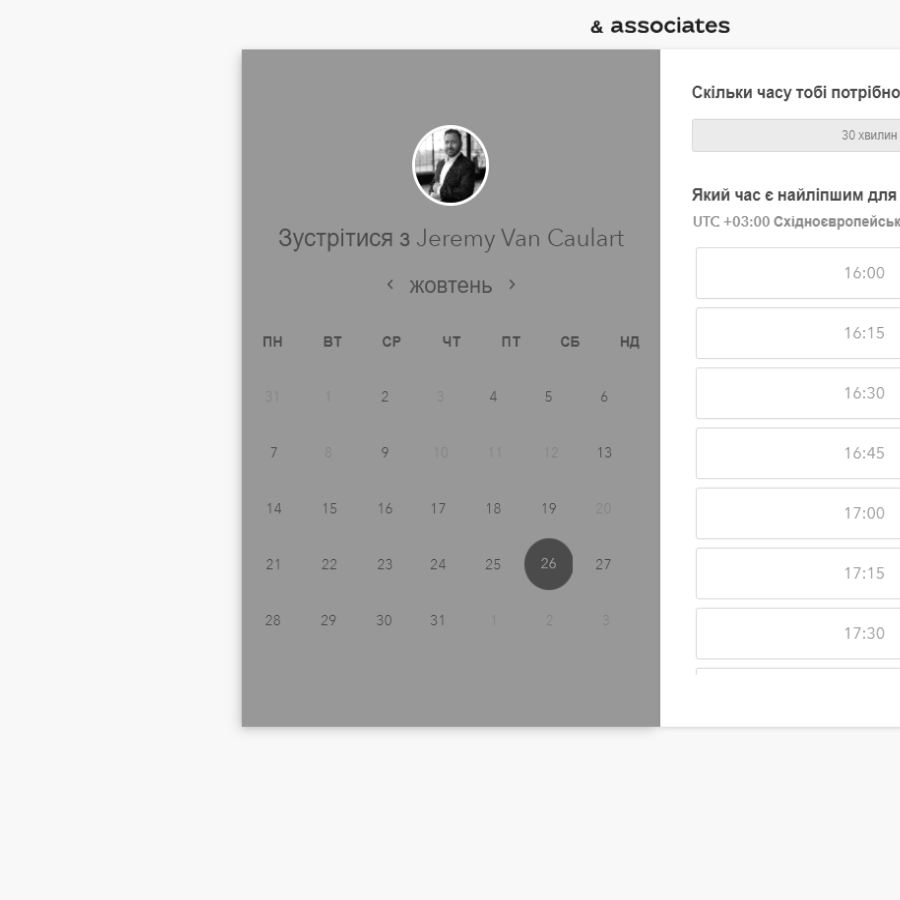 & associates
Зустрітися з Jeremy Van Caulart
жовтень
ПН ВТ СР ЧТ ПТ СБ НД
31 1 2 3 4 5 6
7 8 9 10 11 12 13
14 15 16 17 18 19 20
21 22 23 24 25 26 27
28 29 30 31 1 2 3
Скільки часу тобі потрібно
30 хвилин
Який час є найліпшим для
UTC +03:00 Східноєвропейськ
16:00
16:15
16:30
16:45
17:00
17:15
17:30